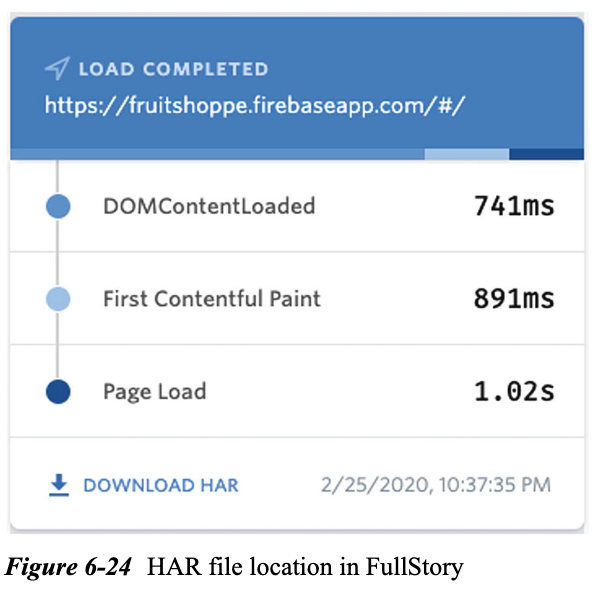 LOAD COMPLETED
https://fruitshoppe.firebaseapp.com/#/
DOMContentLoaded 741ms
First Contentful Paint 891ms
Page Load 1.02s
DOWNLOAD HAR 2/25/2020, 10:37:35 PM
Figure 6-24 HAR file location in FullStory